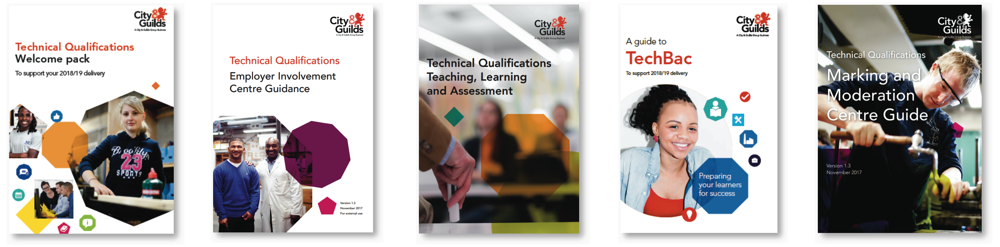 City&
Guilds
A City & Guilds Group Business
Technical Qualifications
Welcome pack
To support your 2018/19 delivery
Brooklyn
23
SPORTS
City&
Guilds
A City & Guilds Group Business
Technical Qualifications
Employer Involvement
Centre Guidance
Version 1.3
November 2017
For external use
City&
Guilds
A City & Guilds Group Business
Technical Qualifications
Teaching, Learning
and Assessment
City&
Guilds
A City & Guilds Group Business
A guide to
TechBac
To support 2018/19 delivery
Preparing
your learners
for success
City&
Guilds
A City & Guilds Group Business
Technical Qualifications
Marking and
Moderation
Centre Guide
Version 1.3
November 2017